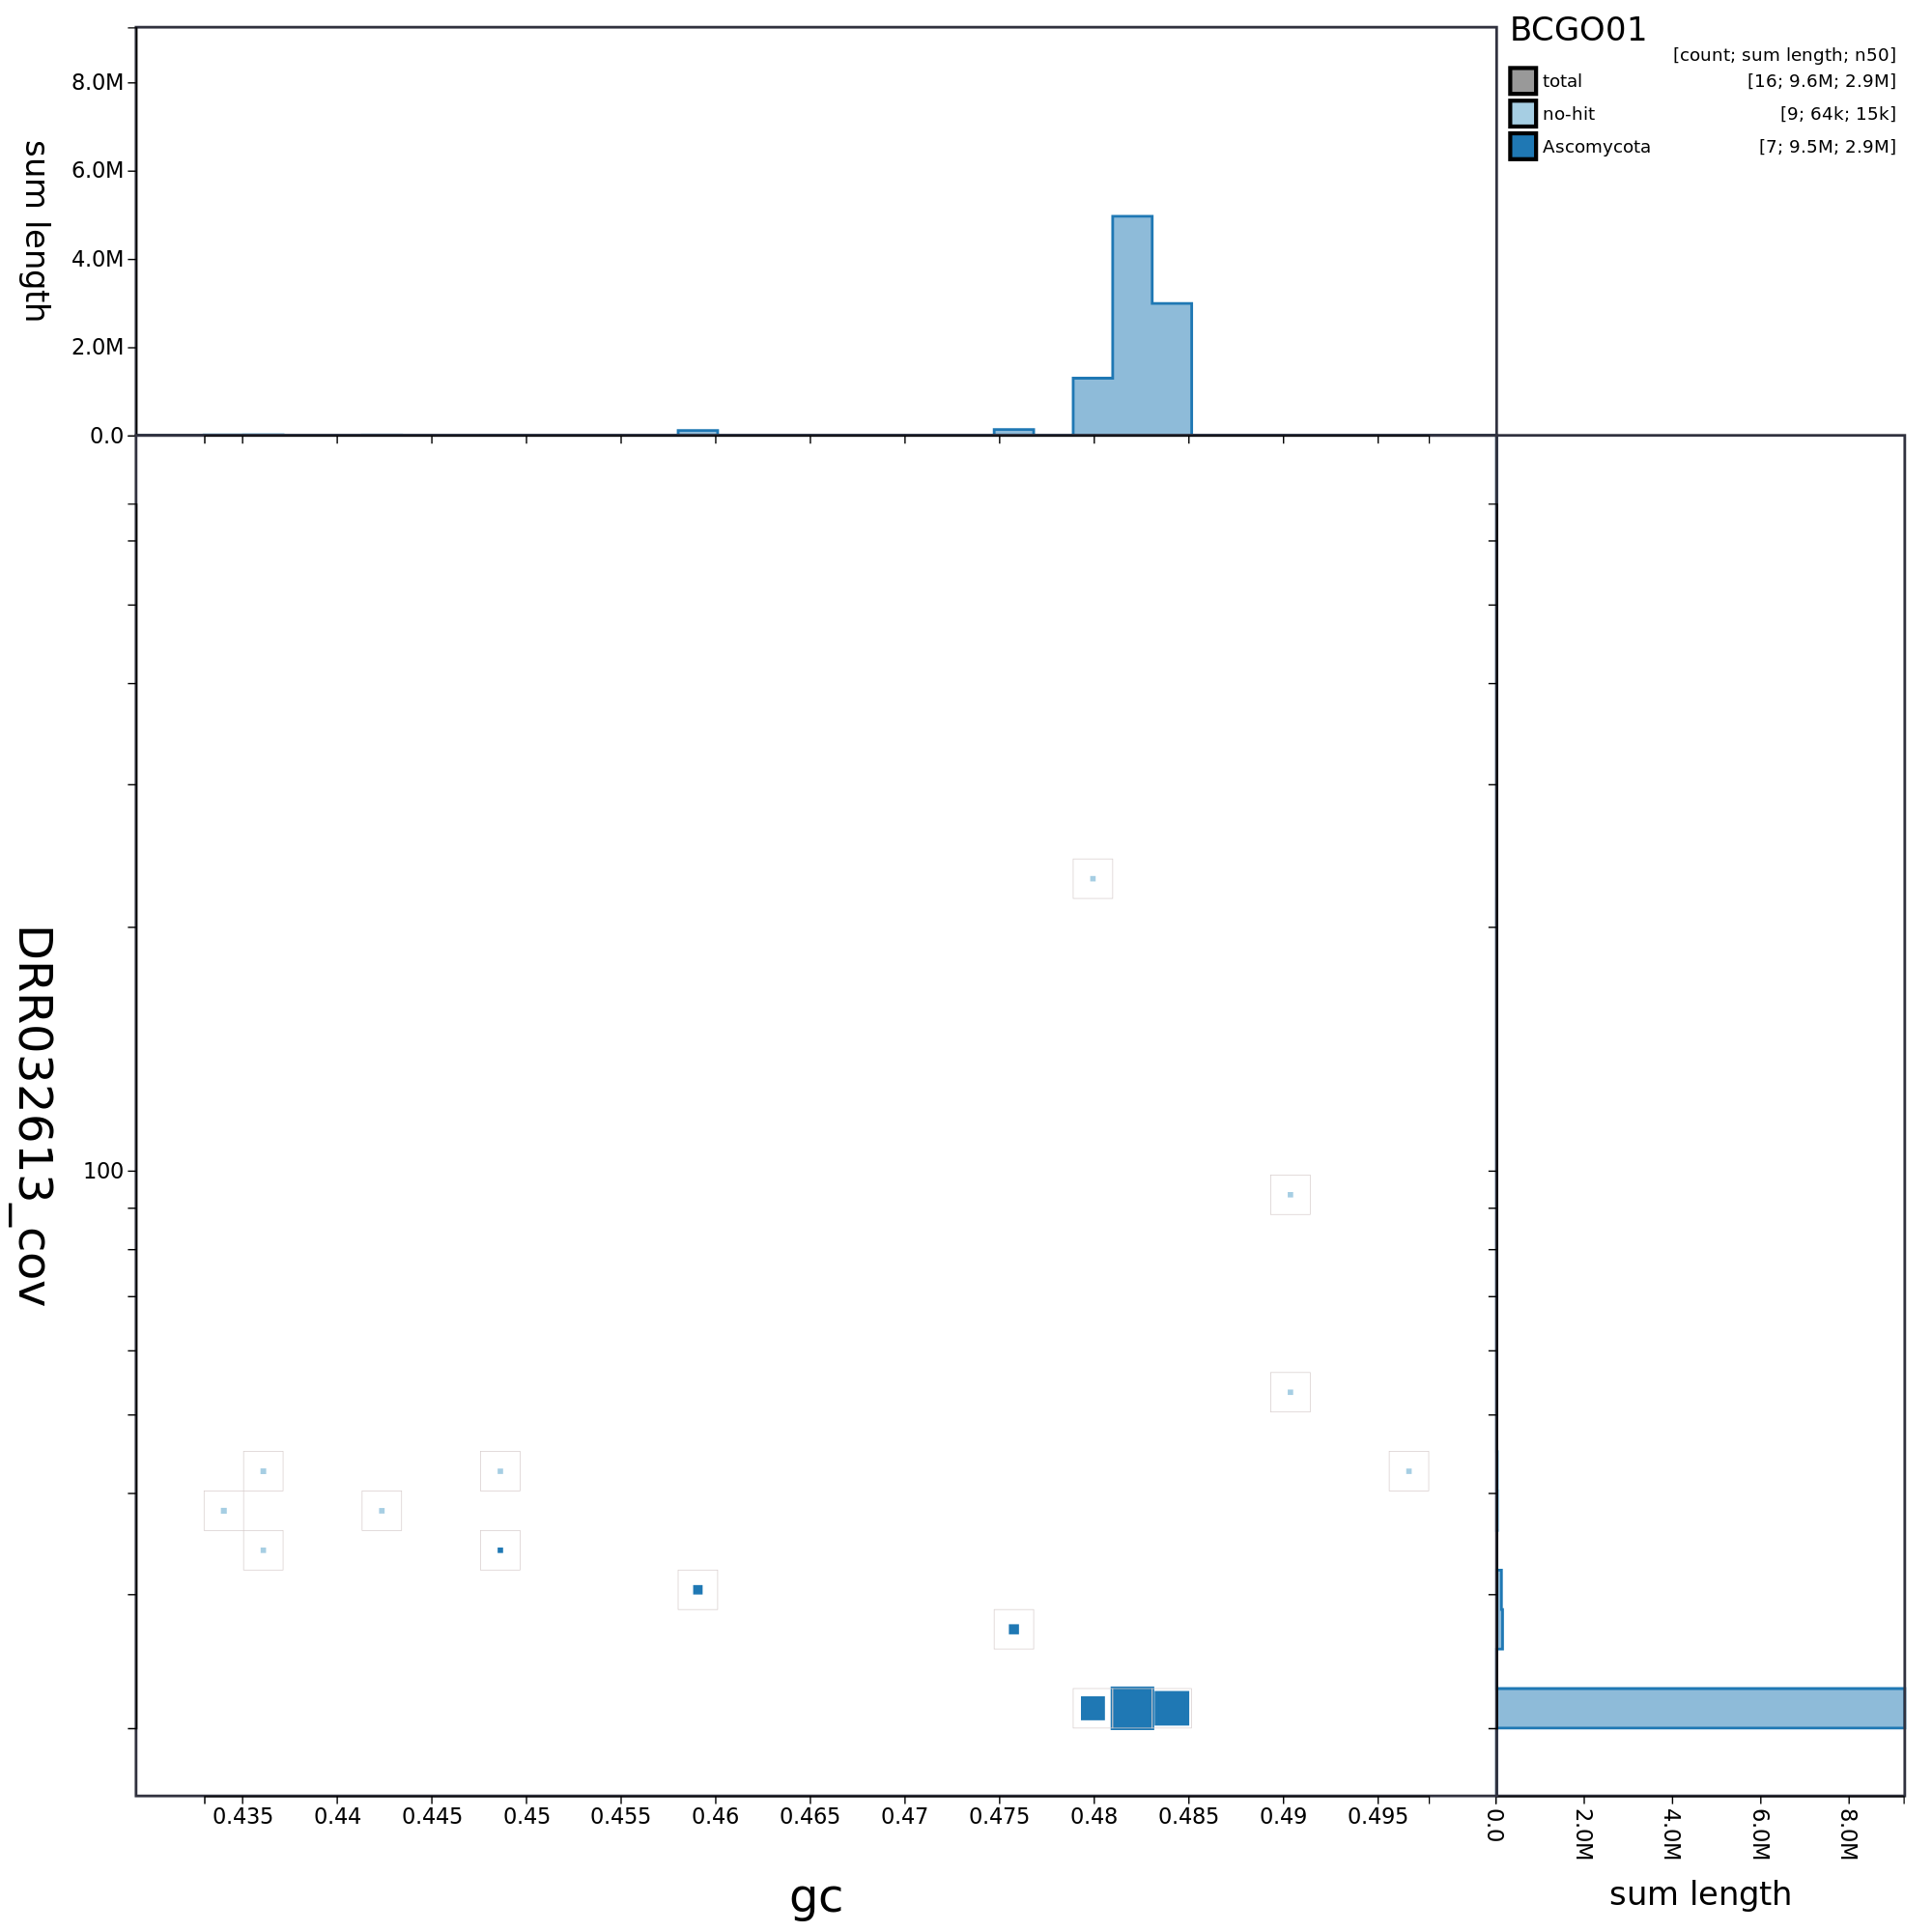 BCGO01
[count; sum length; n50]
total [16; 9.6M; 2.9M]
no-hit [9; 64k; 15k]
Ascomycota [7; 9.5M; 2.9M]
sum length
8.0M
6.0M
4.0M
2.0M
0.0
DRR032613_cov
100
0.435 0.44 0.445 0.45 0.455 0.46 0.465 0.47 0.475 0.48 0.485 0.49 0.495
gc
0.0 2.0M 4.0M 6.0M 8.0M
sum length